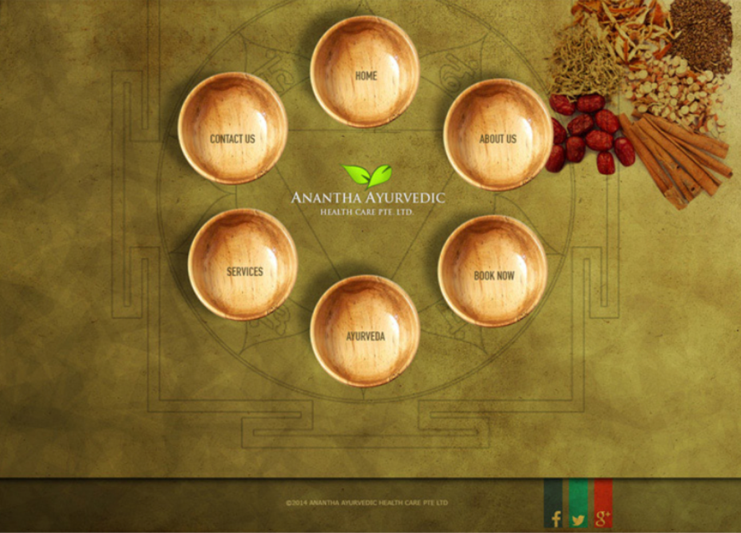 HOME
CONTACT US
ABOUT US
ANANTHA AYURVEDIC
HEALTH CARE PTE. LTD.
SERVICES
BOOK NOW
AYURVEDA
©2014 ANANTHA AYURVEDIC HEALTH CARE PTE LTD
f
g+